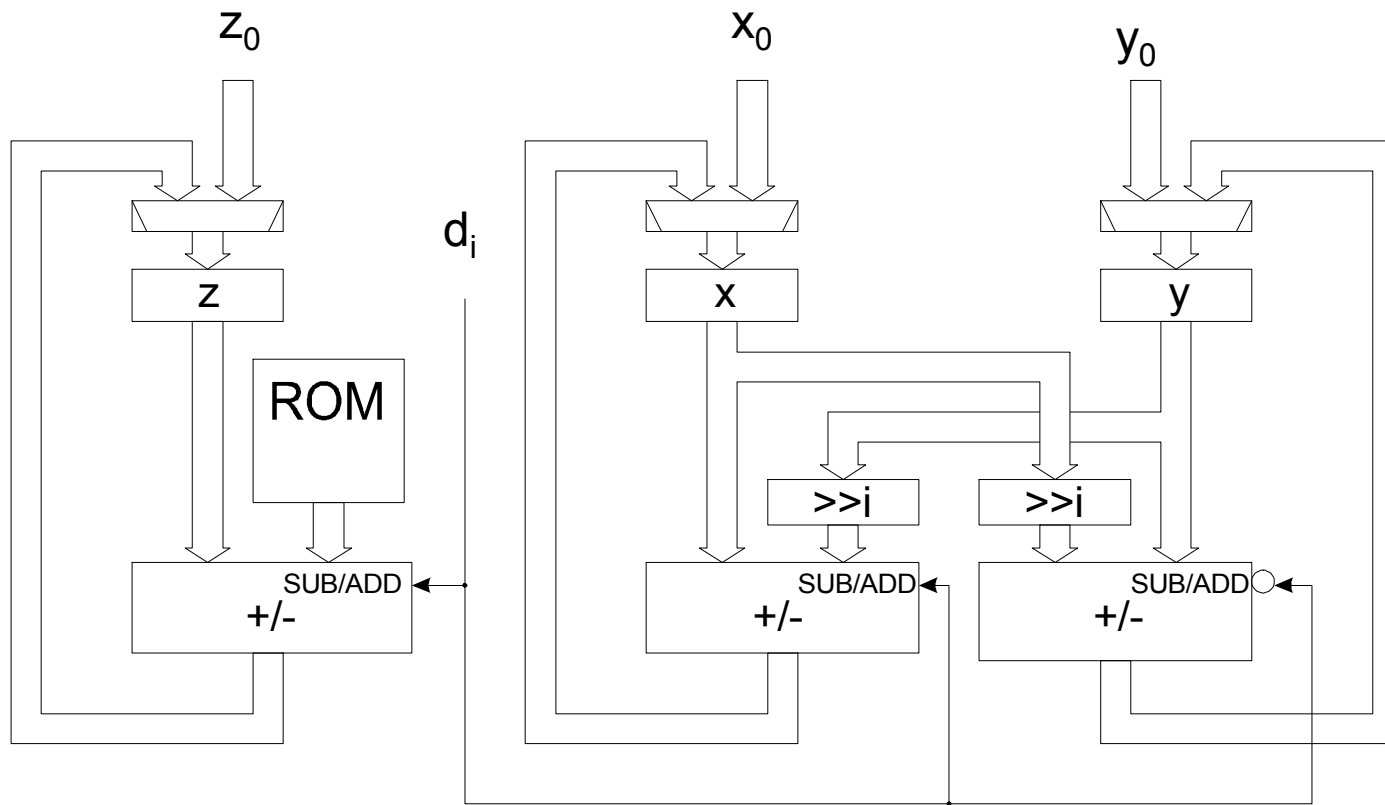 z0
x0
y0
di
z
x
y
ROM
>>i
>>i
SUB/ADD
+/-
SUB/ADD
+/-
SUB/ADD
+/-